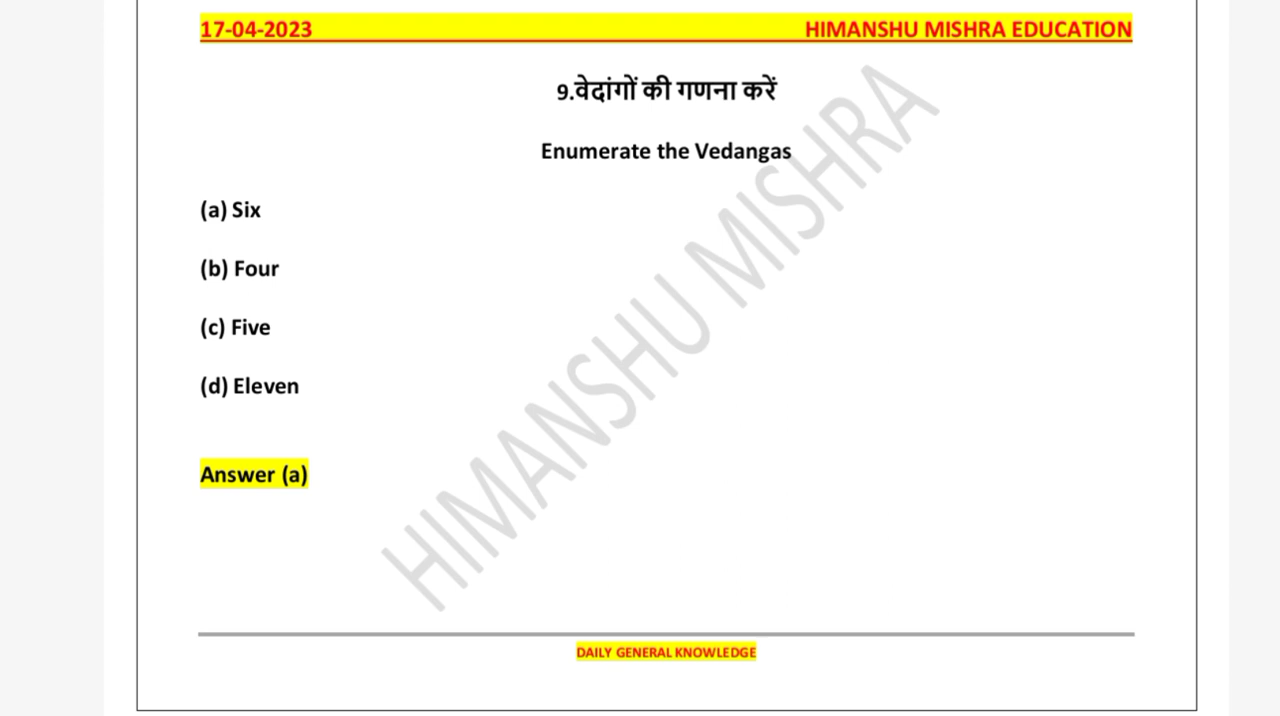 17-04-2023 HIMANSHU MISHRA EDUCATION
9.वेदांगों की गणना करें
Enumerate the Vedangas
(a) Six
(b) Four
(c) Five
(d) Eleven
Answer (a)
HIMANSHU MISHRA
DAILY GENERAL KNOWLEDGE